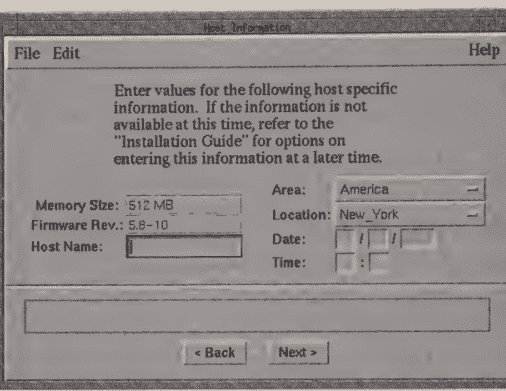 Host Information
File Edit Help
Enter values for the following host specific
information. If the information is not
available at this time, refer to the
"Installation Guide" for options on
entering this information at a later time.
Memory Size: 512 MB
Firmware Rev.: 5.8-10
Host Name:
Area: America
Location: New_York
Date: / /
Time: :
< Back Next >